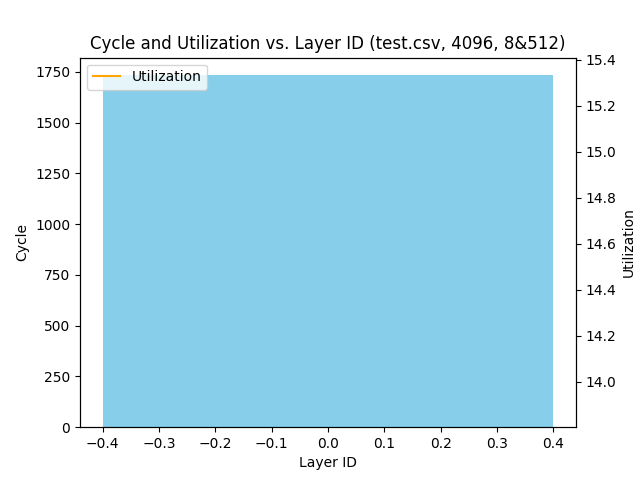 Cycle and Utilization vs. Layer ID (test.csv, 4096, 8&512)
Utilization
1750
1500
1250
1000
750
500
250
0
Cycle
15.4
15.2
15.0
14.8
14.6
14.4
14.2
14.0
Utilization
−0.4 −0.3 −0.2 −0.1 0.0 0.1 0.2 0.3 0.4
Layer ID